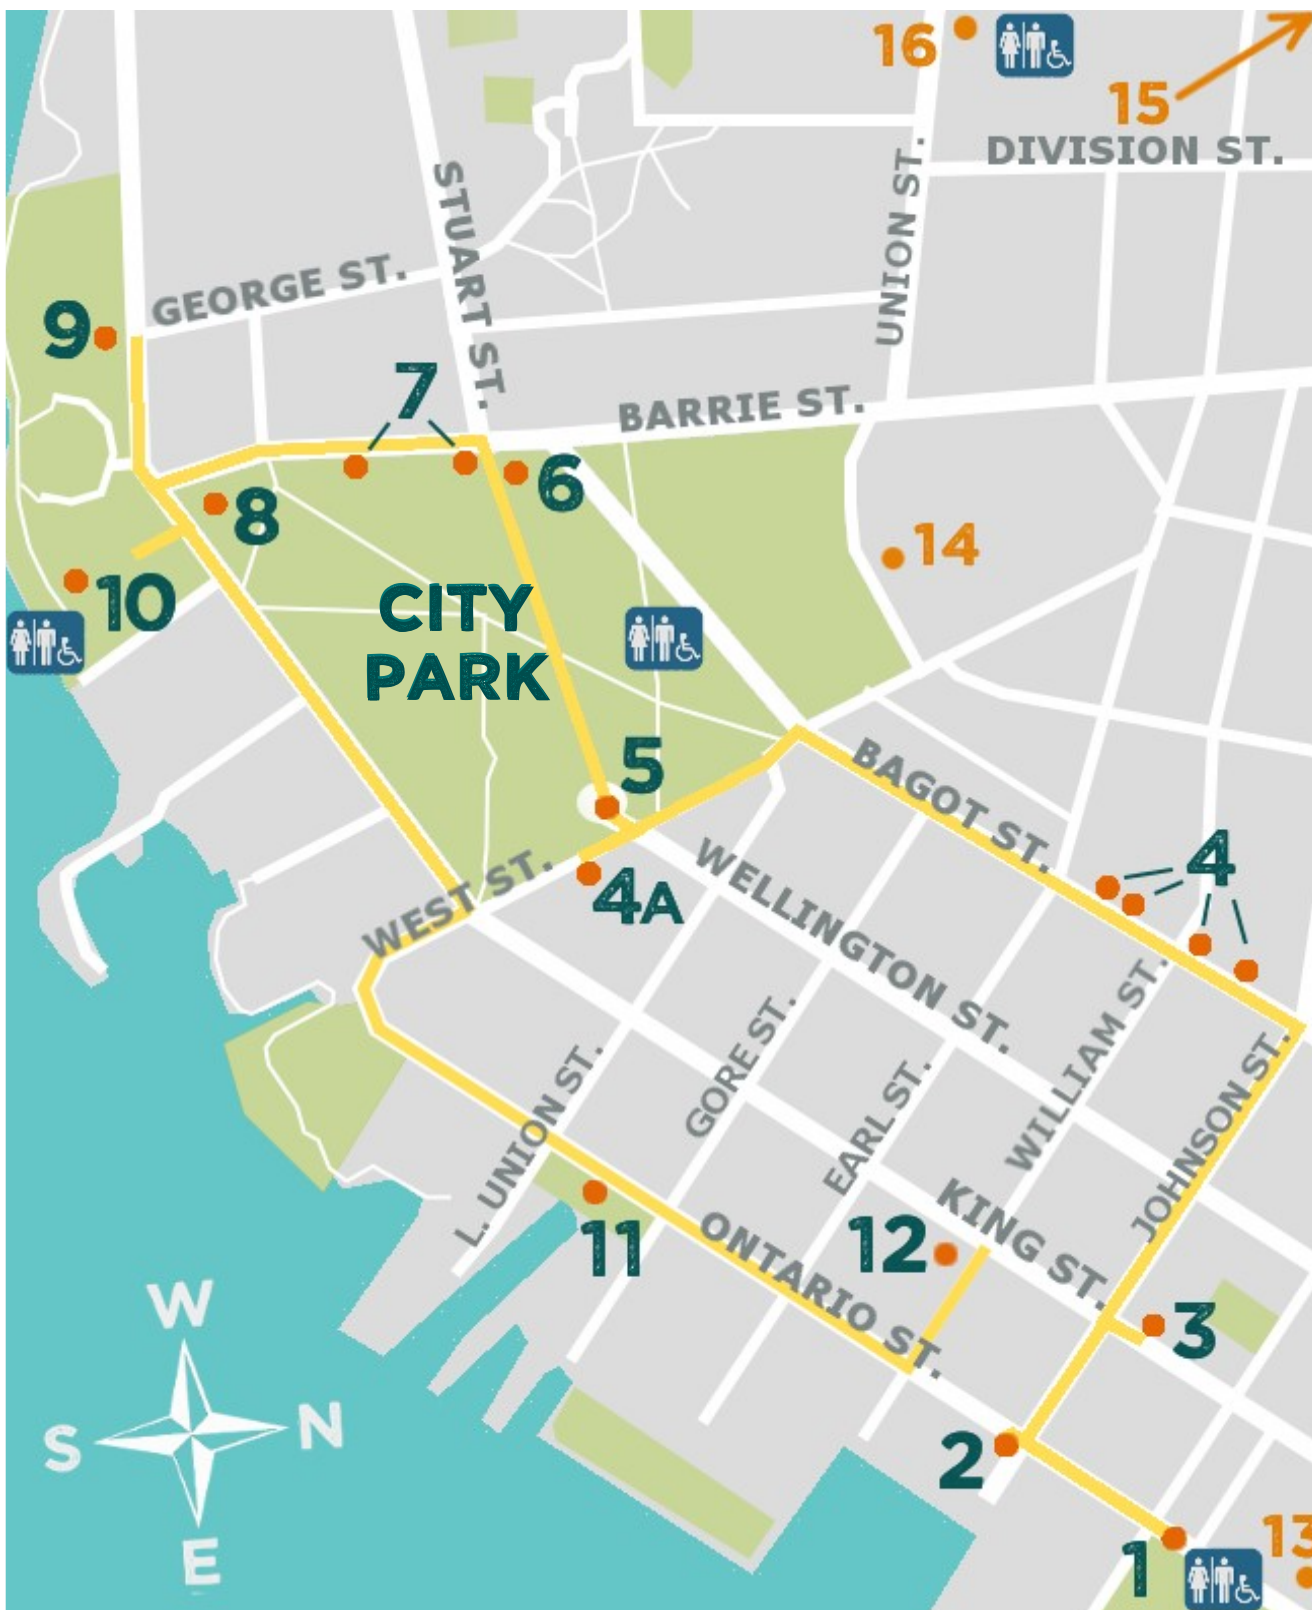 16
15
DIVISION ST.
STUART ST.
UNION ST.
GEORGE ST.
9
7
BARRIE ST.
6
8
14
10
CITY
PARK
5
BAGOT ST.
4
WEST ST.
4A
WELLINGTON ST.
WILLIAM ST.
GORE ST.
L. UNION ST.
EARL ST.
JOHNSON ST.
KING ST.
11
12
ONTARIO ST.
3
W
S
N
E
2
1
13